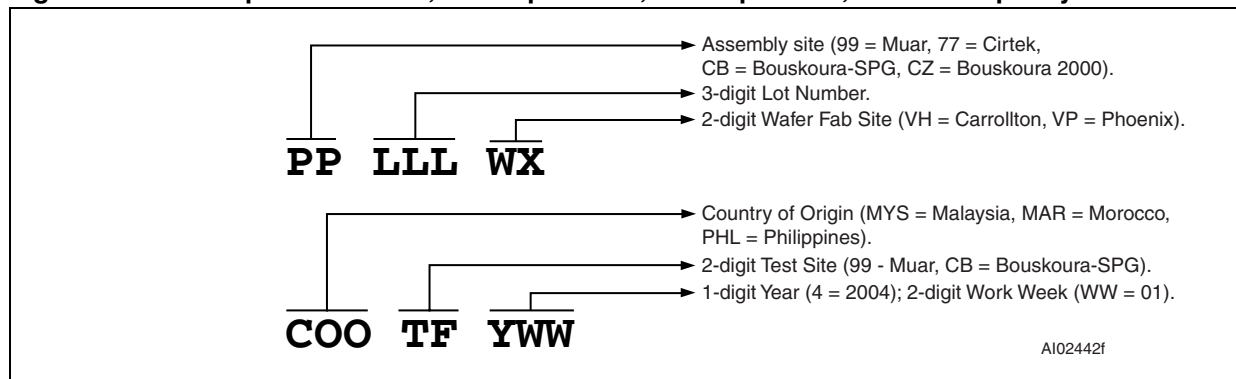 Assembly site (99 = Muar, 77 = Cirtek,
CB = Bouskoura-SPG, CZ = Bouskoura 2000).
3-digit Lot Number.
2-digit Wafer Fab Site (VH = Carrollton, VP = Phoenix).
PP LLL WX
Country of Origin (MYS = Malaysia, MAR = Morocco,
PHL = Philippines).
2-digit Test Site (99 - Muar, CB = Bouskoura-SPG).
1-digit Year (4 = 2004); 2-digit Work Week (WW = 01).
COO TF YWW
AI02442f